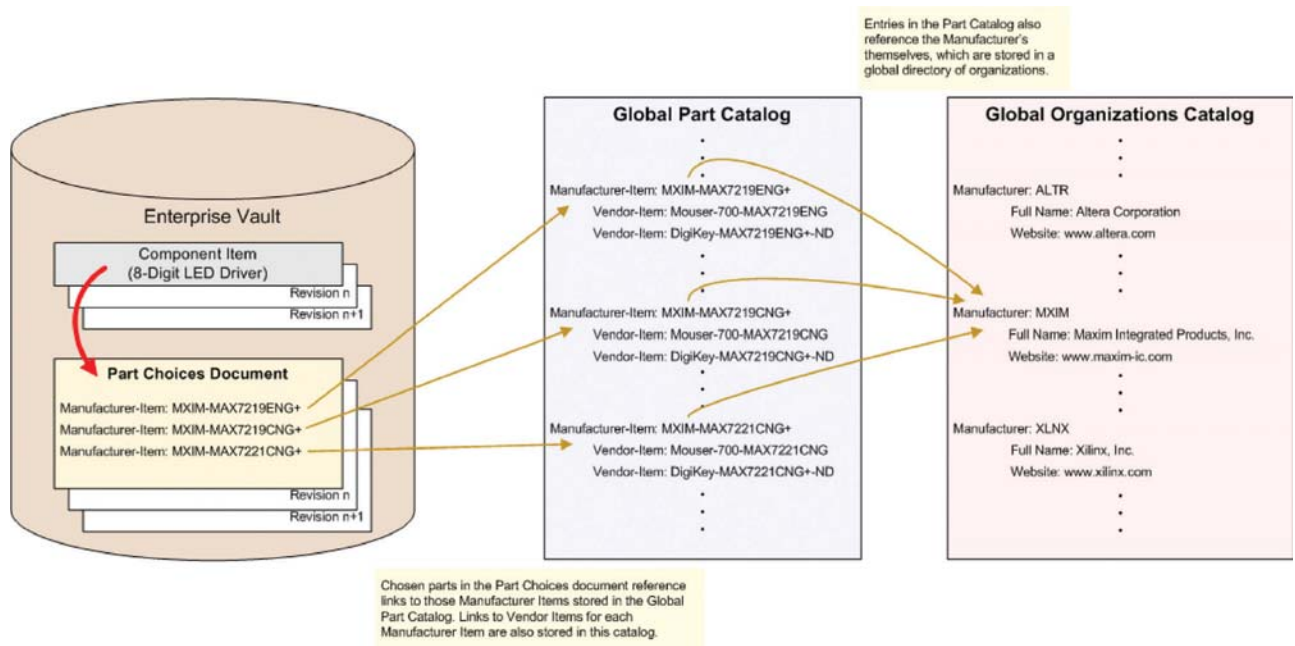 Entries in the Part Catalog also
reference the Manufacturer's
themselves, which are stored in a
global directory of organizations.
Enterprise Vault
Component Item
(8-Digit LED Driver)
Revision n
Revision n+1
Part Choices Document
Manufacturer-Item: MXIM-MAX7219ENG+
Manufacturer-Item: MXIM-MAX7219CNG+
Manufacturer-Item: MXIM-MAX7221CNG+
Revision n
Revision n+1
Global Part Catalog
Manufacturer-Item: MXIM-MAX7219ENG+
Vendor-Item: Mouser-700-MAX7219ENG
Vendor-Item: DigiKey-MAX7219ENG+-ND
Manufacturer-Item: MXIM-MAX7219CNG+
Vendor-Item: Mouser-700-MAX7219CNG
Vendor-Item: DigiKey-MAX7219CNG+-ND
Manufacturer-Item: MXIM-MAX7221CNG+
Vendor-Item: Mouser-700-MAX7221CNG
Vendor-Item: DigiKey-MAX7221CNG+-ND
Global Organizations Catalog
Manufacturer: ALTR
Full Name: Altera Corporation
Website: www.altera.com
Manufacturer: MXIM
Full Name: Maxim Integrated Products, Inc.
Website: www.maxim-ic.com
Manufacturer: XLNX
Full Name: Xilinx, Inc.
Website: www.xilinx.com
Chosen parts in the Part Choices document reference
links to those Manufacturer Items stored in the Global
Part Catalog. Links to Vendor Items for each
Manufacturer Item are also stored in this catalog.